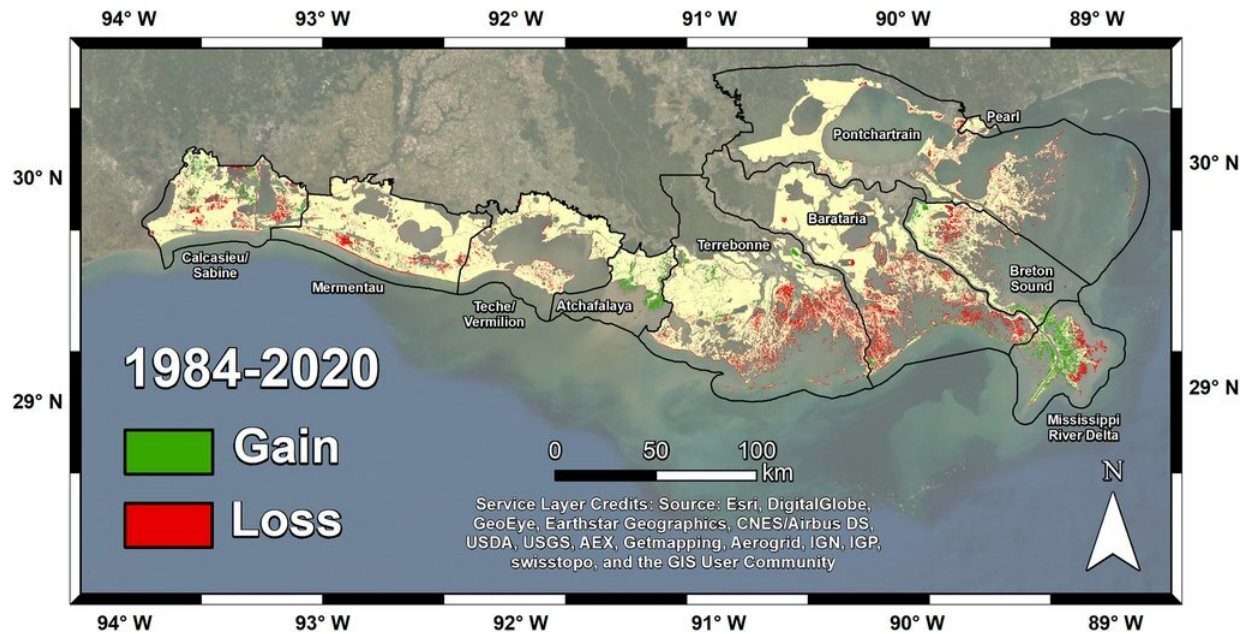 94° W 93° W 92° W 91° W 90° W 89° W
Pearl
Pontchartrain
30° N 30° N
Barataria
Terrebonne
Calcasieu/
Sabine
Breton
Sound
Mermentau
Teche/
Vermilion
Atchafalaya
1984-2020
29° N 29° N
Mississippi
River Delta
Gain
0 50 100
km
N
Loss
Service Layer Credits: Source: Esri, DigitalGlobe,
GeoEye, Earthstar Geographics, CNES/Airbus DS,
USDA, USGS, AEX, Getmapping, Aerogrid, IGN, IGP,
swisstopo, and the GIS User Community
94° W 93° W 92° W 91° W 90° W 89° W